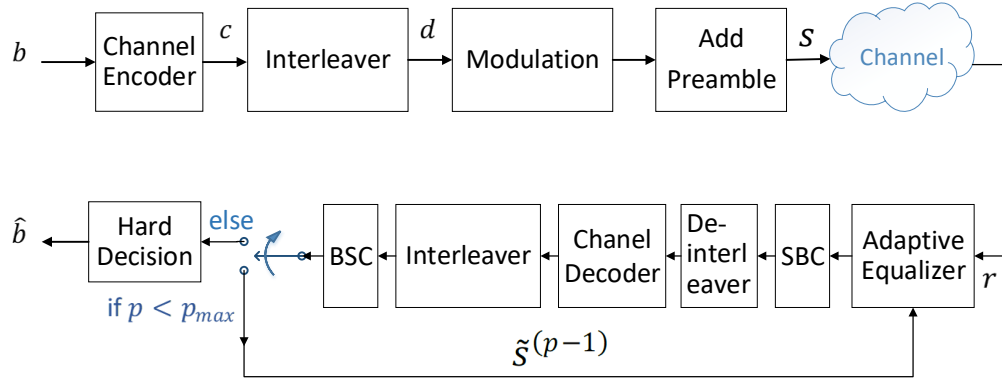 b
Channel
Encoder
c
Interleaver
d
Modulation
Add
Preamble
S
Channel
b̂
Hard
Decision
else
if p < p_max
BSC
Interleaver
Chanel
Decoder
De-
interl
eaver
SBC
Adaptive
Equalizer
r
s̃^(p−1)